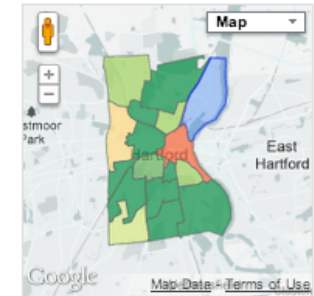 Map
+
−
stmoor
Park
Hartford
East
Hartford
Google
Map Data - Terms of Use